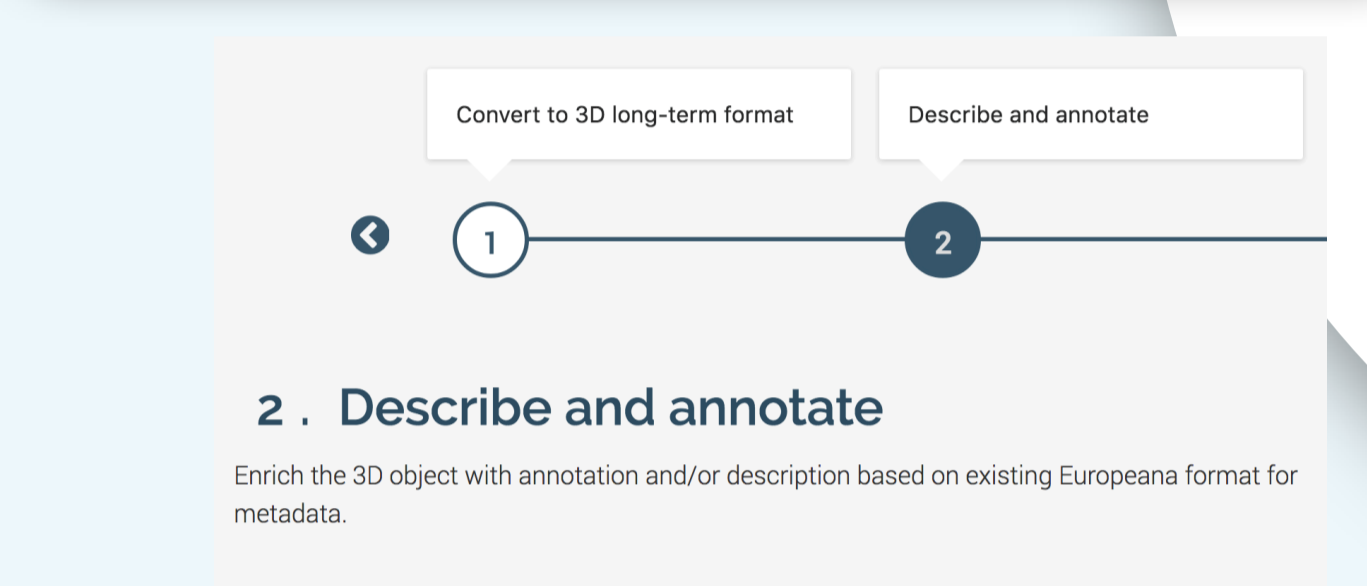 Convert to 3D long-term format
Describe and annotate
1
2
2 . Describe and annotate
Enrich the 3D object with annotation and/or description based on existing Europeana format for
metadata.